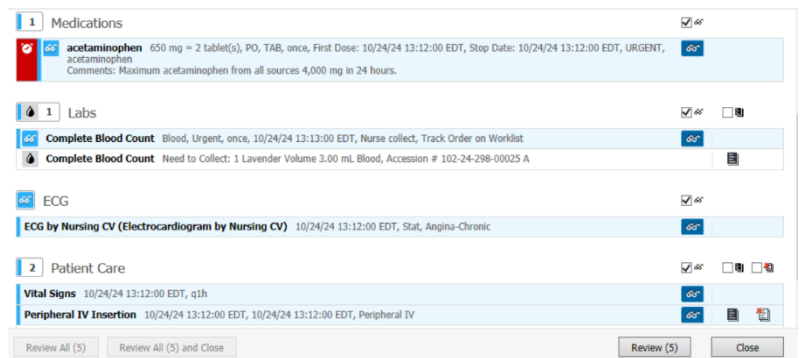 1 Medications
acetaminophen 650 mg = 2 tablet(s), PO, TAB, once, First Dose: 10/24/24 13:12:00 EDT, Stop Date: 10/24/24 13:12:00 EDT, URGENT,
acetaminophen
Comments: Maximum acetaminophen from all sources 4,000 mg in 24 hours.
1 Labs
Complete Blood Count Blood, Urgent, once, 10/24/24 13:13:00 EDT, Nurse collect, Track Order on Worklist
Complete Blood Count Need to Collect: 1 Lavender Volume 3.00 mL Blood, Accession # 102-24-298-00025 A
ECG
ECG by Nursing CV (Electrocardiogram by Nursing CV) 10/24/24 13:12:00 EDT, Stat, Angina-Chronic
2 Patient Care
Vital Signs 10/24/24 13:12:00 EDT, q1h
Peripheral IV Insertion 10/24/24 13:12:00 EDT, 10/24/24 13:12:00 EDT, Peripheral IV
Review All (5) Review All (5) and Close Review (5) Close